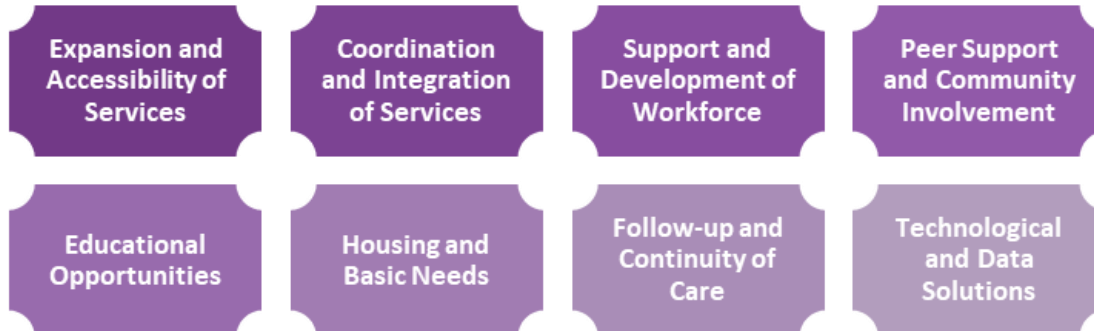 Expansion and
Accessibility of
Services
Coordination
and Integration
of Services
Support and
Development of
Workforce
Peer Support
and Community
Involvement
Educational
Opportunities
Housing and
Basic Needs
Follow-up and
Continuity of
Care
Technological
and Data
Solutions